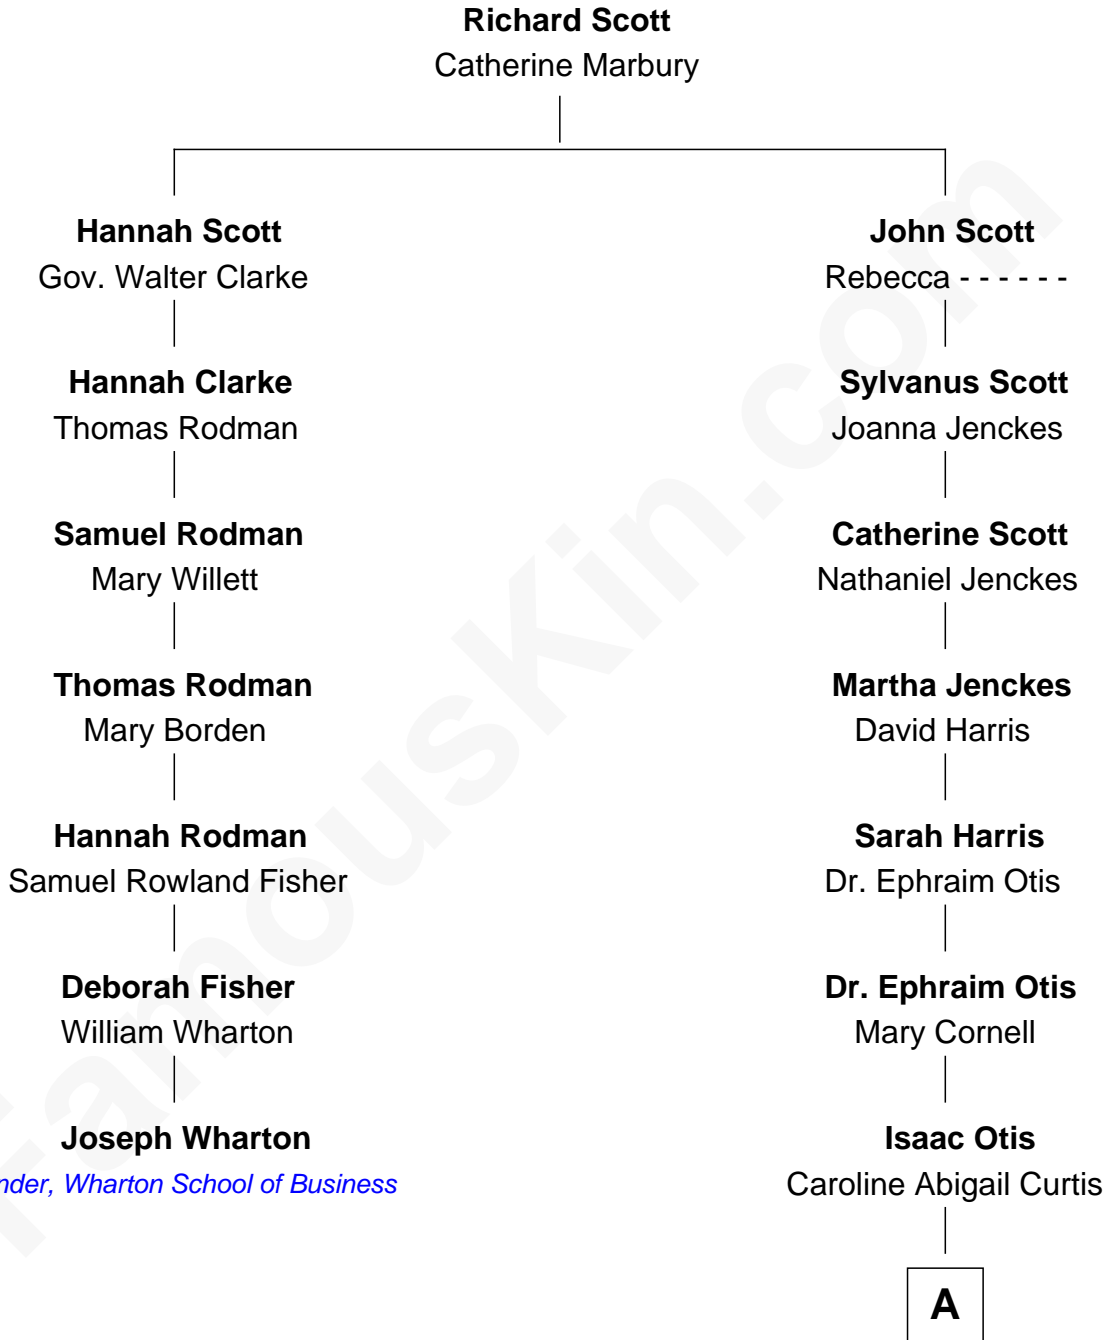 Richard Scott
Catherine Marbury
Hannah Scott
Gov. Walter Clarke
John Scott
Rebecca - - - - - -
Hannah Clarke
Thomas Rodman
Sylvanus Scott
Joanna Jenckes
Samuel Rodman
Mary Willett
Catherine Scott
Nathaniel Jenckes
Thomas Rodman
Mary Borden
Martha Jenckes
David Harris
Hannah Rodman
Samuel Rowland Fisher
Sarah Harris
Dr. Ephraim Otis
Deborah Fisher
William Wharton
Dr. Ephraim Otis
Mary Cornell
Joseph Wharton
nder, Wharton School of Business
Isaac Otis
Caroline Abigail Curtis
A
FamousKin.com